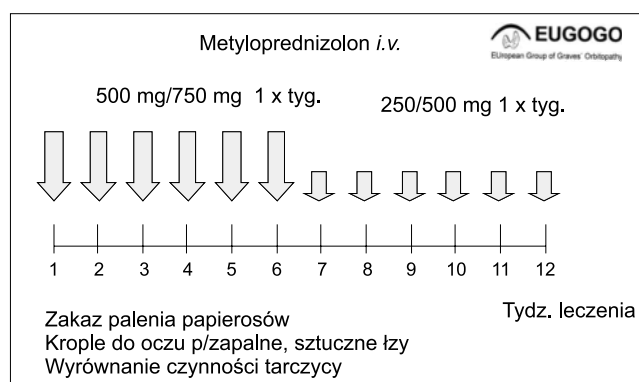 Metyloprednizolon i.v.
EUGOGO
EUropean Group of Graves' Orbitopathy
500 mg/750 mg 1 x tyg.
250/500 mg 1 x tyg.
1 2 3 4 5 6 7 8 9 10 11 12
Tydz. leczenia
Zakaz palenia papierosów
Krople do oczu p/zapalne, sztuczne łzy
Wyrównanie czynności tarczycy